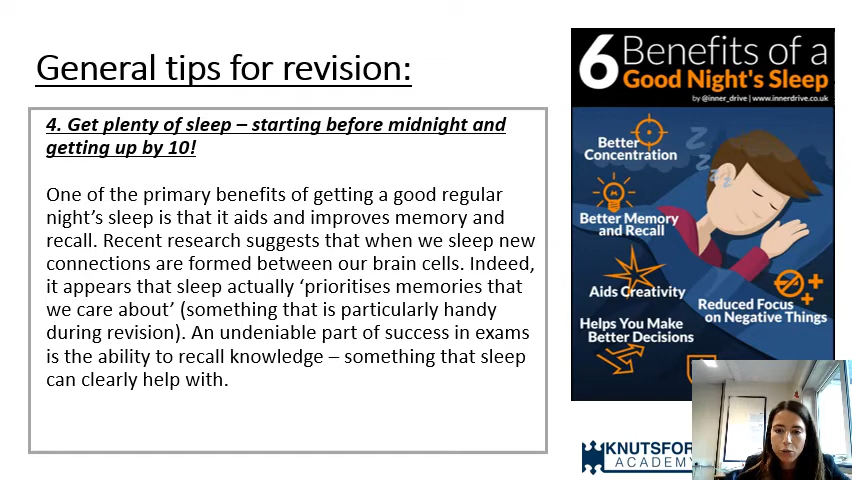 General tips for revision:
4. Get plenty of sleep – starting before midnight and
getting up by 10!
One of the primary benefits of getting a good regular
night's sleep is that it aids and improves memory and
recall. Recent research suggests that when we sleep new
connections are formed between our brain cells. Indeed,
it appears that sleep actually 'prioritises memories that
we care about' (something that is particularly handy
during revision). An undeniable part of success in exams
is the ability to recall knowledge – something that sleep
can clearly help with.
6 Benefits of a
Good Night's Sleep
by @inner_drive | www.innerdrive.co.uk
Better
Concentration
Better Memory
and Recall
Aids Creativity
Reduced Focus
on Negative Things
Helps You Make
Better Decisions
z z z z z
KNUTSFOR
ACADEMY